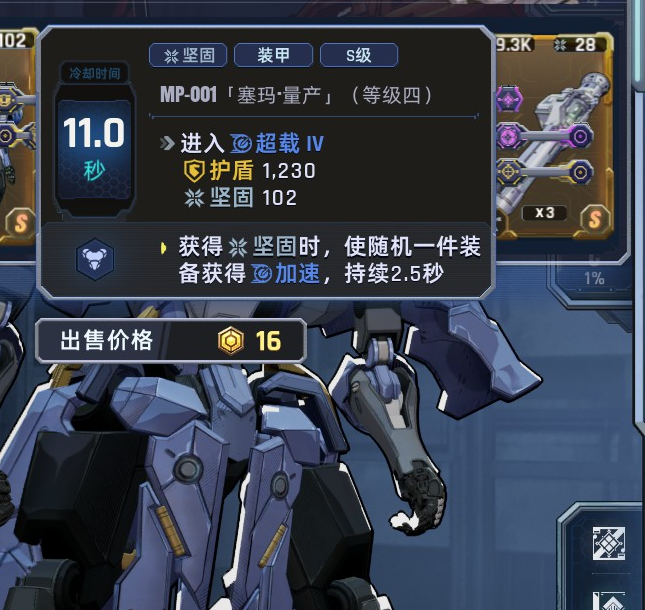 102
9.3K 28
坚固 装甲 S级
冷却时间
11.0
秒
MP-001「塞玛·量产」（等级四）
进入 超载 IV
护盾 1,230
坚固 102
获得 坚固时，使随机一件装
备获得 加速，持续2.5秒
S
x3 S
1%
出售价格 16